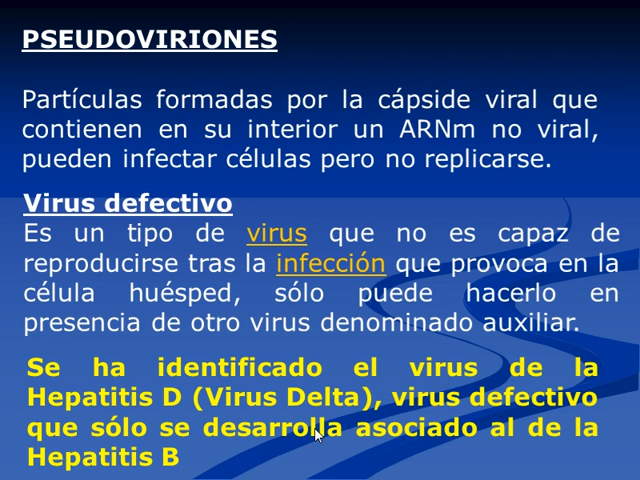 PSEUDOVIRIONES
Partículas formadas por la cápside viral que
contienen en su interior un ARNm no viral,
pueden infectar células pero no replicarse.
Virus defectivo
Es un tipo de virus que no es capaz de
reproducirse tras la infección que provoca en la
célula huésped, sólo puede hacerlo en
presencia de otro virus denominado auxiliar.
Se ha identificado el virus de la
Hepatitis D (Virus Delta), virus defectivo
que sólo se desarrolla asociado al de la
Hepatitis B